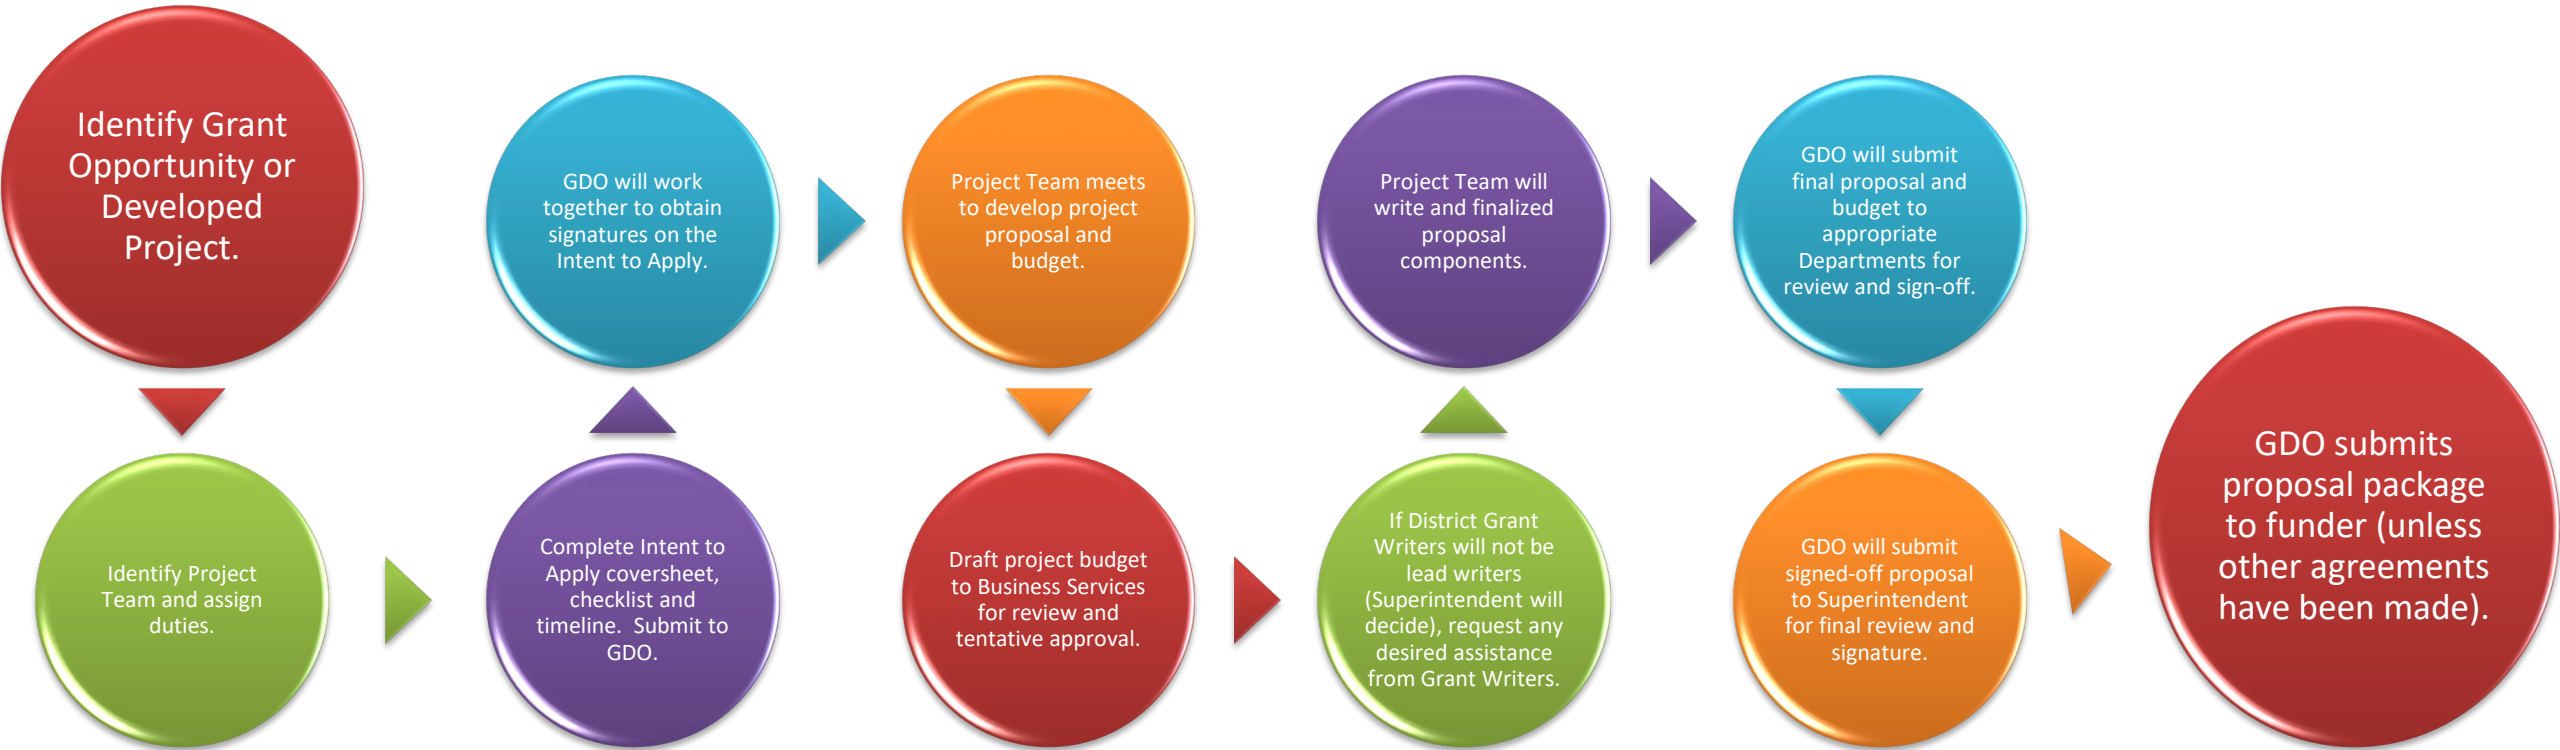 Identify Grant
Opportunity or
Developed
Project.
Identify Project
Team and assign
duties.
Complete Intent to
Apply coversheet,
checklist and
timeline.  Submit to
GDO.
GDO will work
together to obtain
signatures on the
Intent to Apply.
Project Team meets
to develop project
proposal and
budget.
Draft project budget
to Business Services
for review and
tentative approval.
If District Grant
Writers will not be
lead writers
(Superintendent will
decide), request any
desired assistance
from Grant Writers.
Project Team will
write and finalized
proposal
components.
GDO will submit
final proposal and
budget to
appropriate
Departments for
review and sign-off.
GDO will submit
signed-off proposal
to Superintendent
for final review and
signature.
GDO submits
proposal package
to funder (unless
other agreements
have been made).